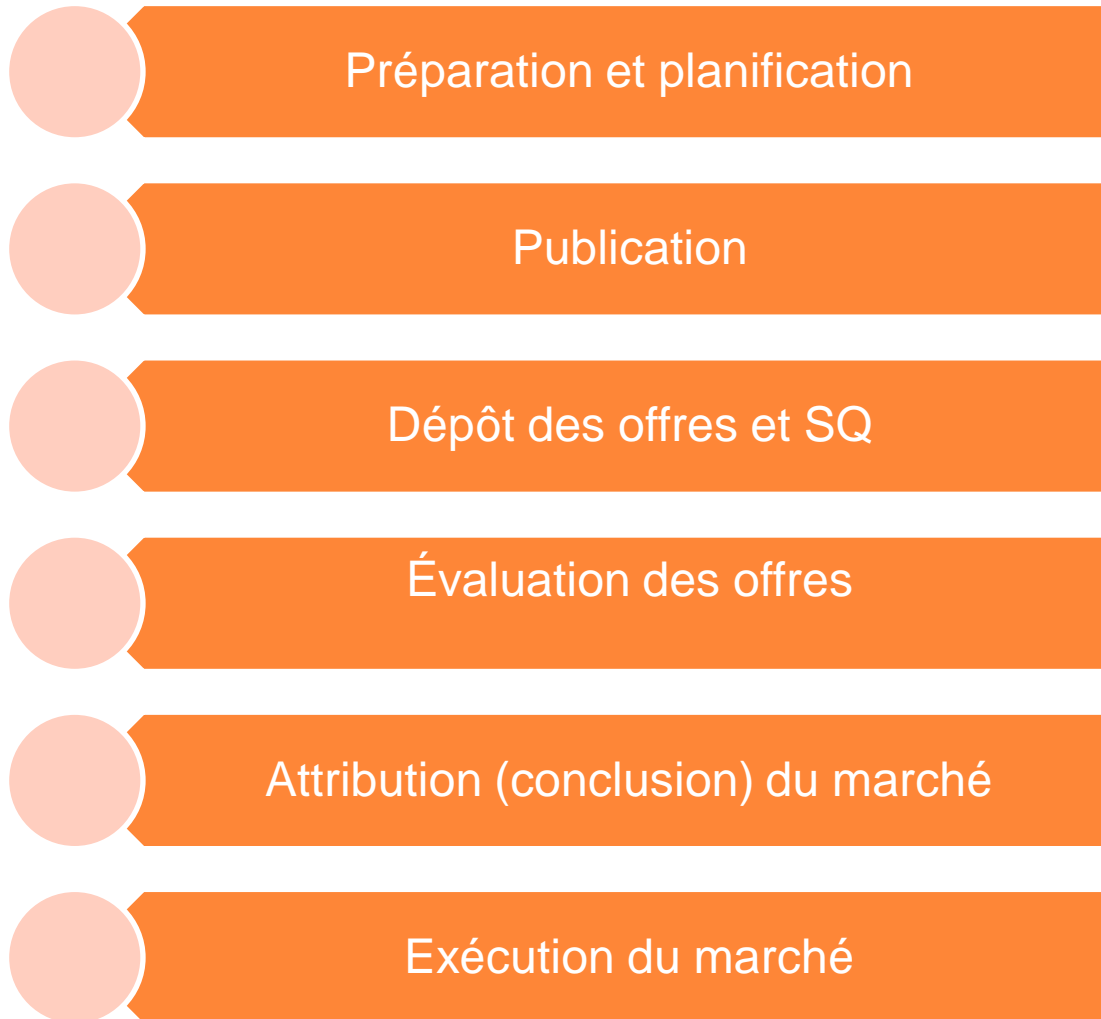 Préparation et planification
Publication
Dépôt des offres et SQ
Évaluation des offres
Attribution (conclusion) du marché
Exécution du marché